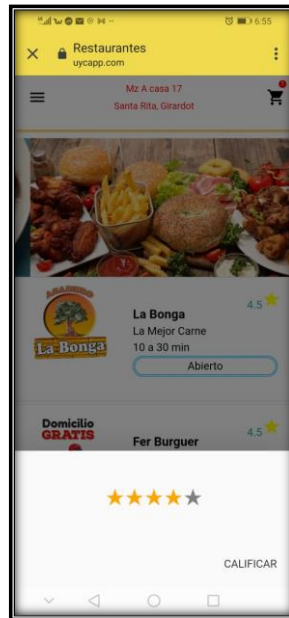 6:55
Restaurantes
uycapp.com
Mz A casa 17
Santa Rita, Girardot
ASADERO
La Bonga
La Bonga
4.5
La Mejor Carne
10 a 30 min
Abierto
Domicilio
GRATIS
Fer Burguer
4.5
CALIFICAR